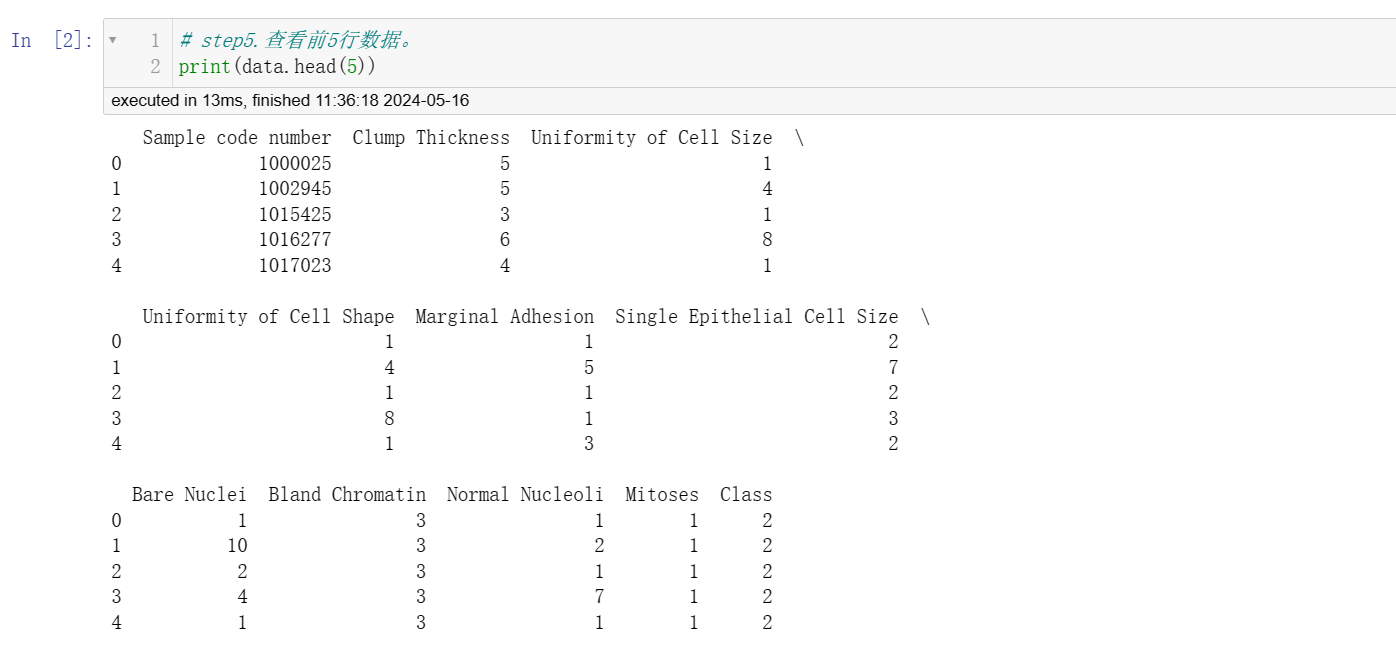 In [2]:
1 # step5.查看前5行数据。
2 print(data.head(5))
executed in 13ms, finished 11:36:18 2024-05-16
Sample code number Clump Thickness Uniformity of Cell Size \
0 1000025 5 1
1 1002945 5 4
2 1015425 3 1
3 1016277 6 8
4 1017023 4 1
Uniformity of Cell Shape Marginal Adhesion Single Epithelial Cell Size \
0 1 1 2
1 4 5 7
2 1 1 2
3 8 1 3
4 1 3 2
Bare Nuclei Bland Chromatin Normal Nucleoli Mitoses Class
0 1 3 1 1 2
1 10 3 2 1 2
2 2 3 1 1 2
3 4 3 7 1 2
4 1 3 1 1 2